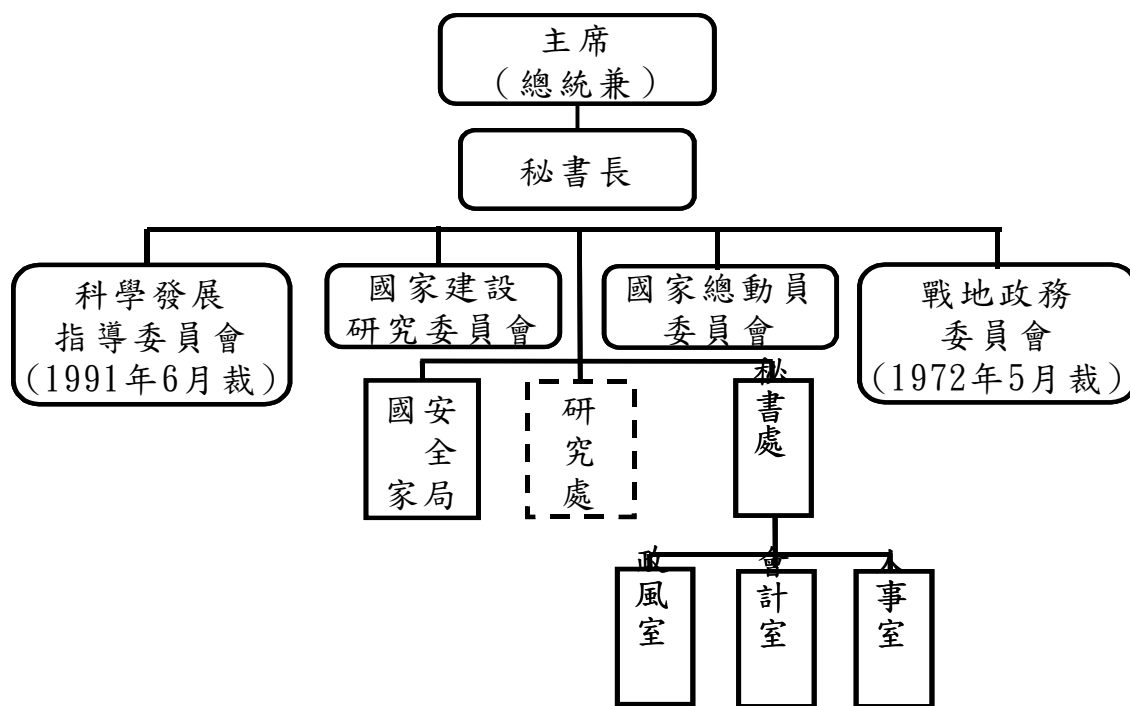 主席
(總統兼)
秘書長
科學發展
指導委員會
(1991年6月裁)
國家建設
研究委員會
國家總動員
委員會
戰地政務
委員會
(1972年5月裁)
國家
安全局
研究處
秘書處
政風室
會計室
人事室